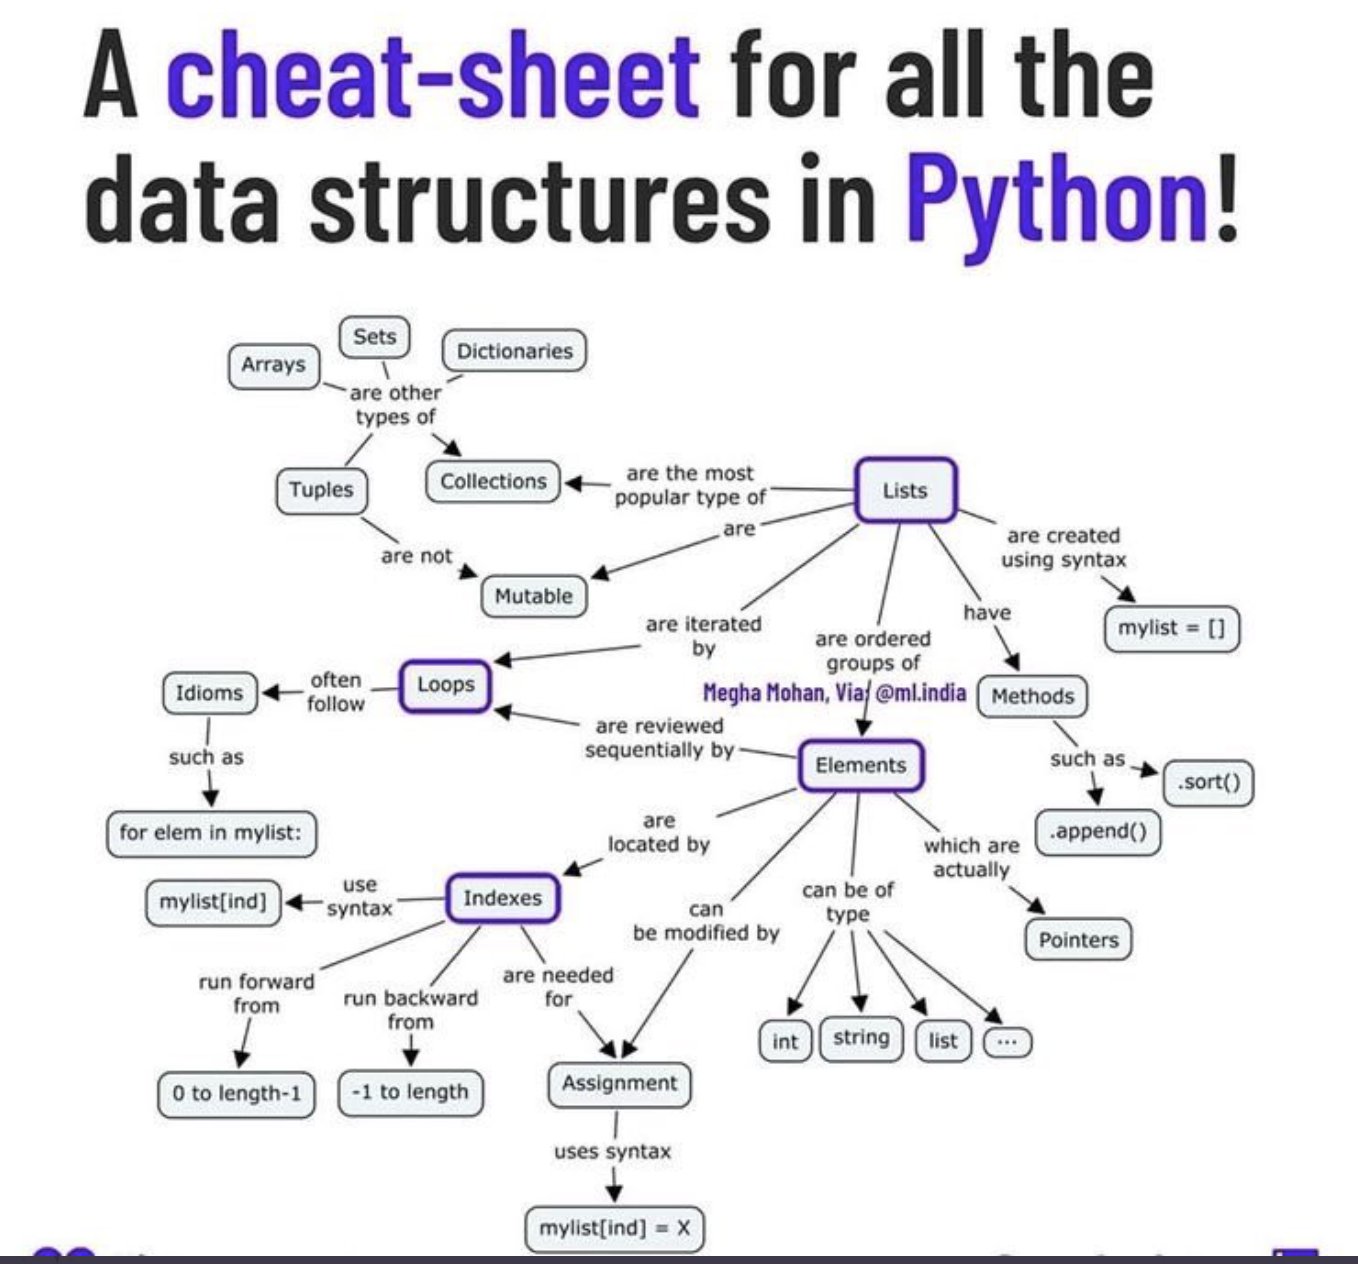 A cheat-sheet for all the
data structures in Python!
Sets
Arrays
Dictionaries
are other
types of
Tuples
Collections
are the most
popular type of
Lists
are
are not
Mutable
are created
using syntax
mylist = []
have
are iterated
by
are ordered
groups of
Megha Mohan, Via: @ml.india
Methods
Idioms
often
follow
Loops
are reviewed
sequentially by
Elements
such as
such as
.sort()
.append()
for elem in mylist:
are
located by
which are
actually
mylist[ind]
use
syntax
Indexes
can
be modified by
can be of
type
Pointers
run forward
from
run backward
from
are needed
for
int
string
list
...
0 to length-1
-1 to length
Assignment
uses syntax
mylist[ind] = X